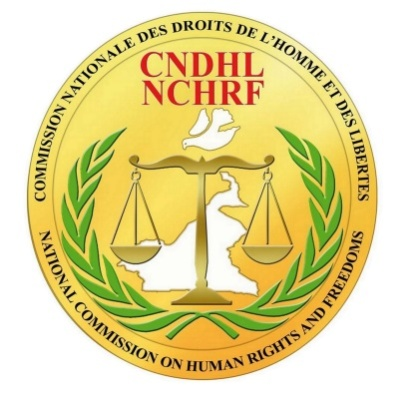 COMMISSION NATIONALE DES DROITS DE L'HOMME ET DES LIBERTES
CNDHL
NCHRF
NATIONAL COMMISSION ON HUMAN RIGHTS AND FREEDOMS